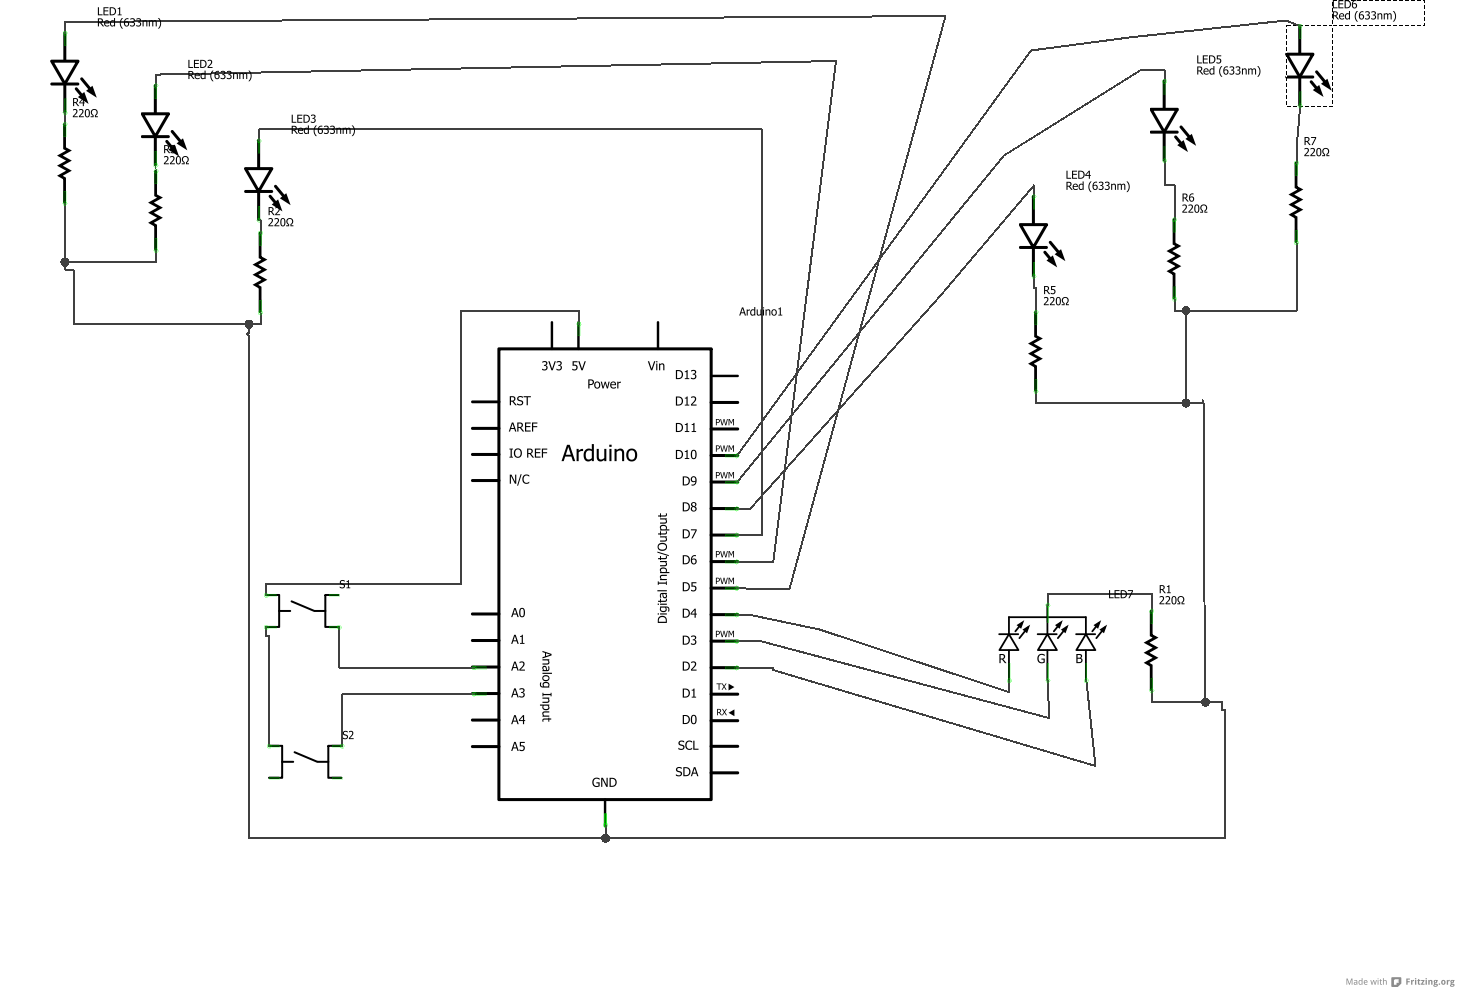 LED1
Red (633nm)
R4
220Ω
LED2
Red (633nm)
220Ω
LED3
Red (633nm)
R2
220Ω
LED6
Red (633nm)
LED5
Red (633nm)
R7
220Ω
LED4
Red (633nm)
R6
220Ω
R5
220Ω
Arduino1
3V3 5V Vin
Power
Arduino
RST
AREF
IO REF
N/C
A0
A1
A2
A3
A4
A5
Analog Input
D13
D12
D11 PWM
D10 PWM
D9 PWM
D8
D7
D6 PWM
D5 PWM
D4
D3 PWM
D2
D1 TX
D0 RX
SCL
SDA
Digital Input/Output
GND
S1
S2
LED7
R G B
R1
220Ω
Made with Fritzing.org